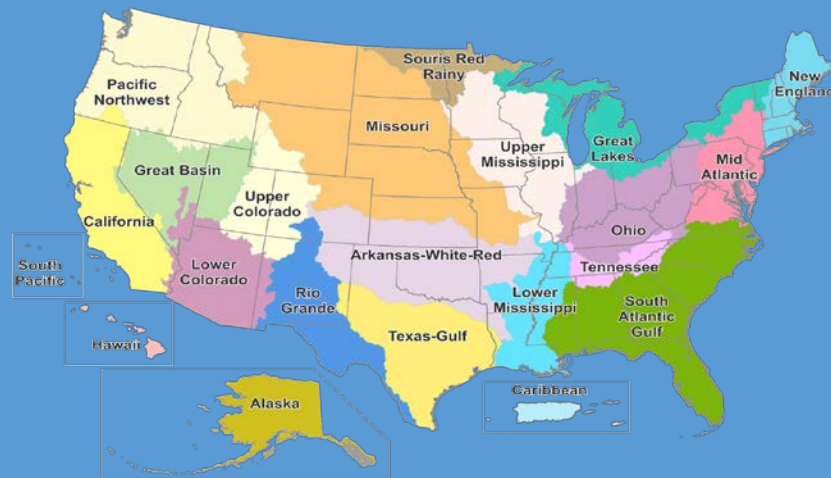 Souris Red
Rainy
New
England
Pacific
Northwest
Missouri
Great
Lakes
Upper
Mississippi
Mid
Atlantic
Great Basin
Upper
Colorado
California
Ohio
Arkansas-White-Red
Tennessee
South
Pacific
Lower
Colorado
Rio
Grande
Lower
Mississippi
South
Atlantic
Gulf
Texas-Gulf
Hawaii
Caribbean
Alaska